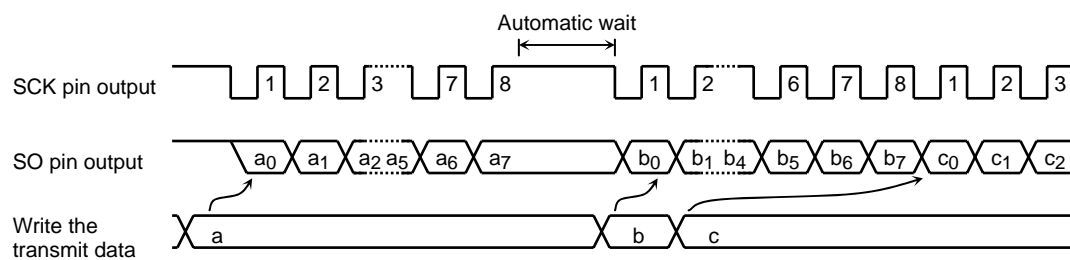 Automatic wait
SCK pin output 1 2 3 7 8 1 2 6 7 8 1 2 3
SO pin output a0 a1 a2 a5 a6 a7 b0 b1 b4 b5 b6 b7 c0 c1 c2
Write the
transmit data a b c